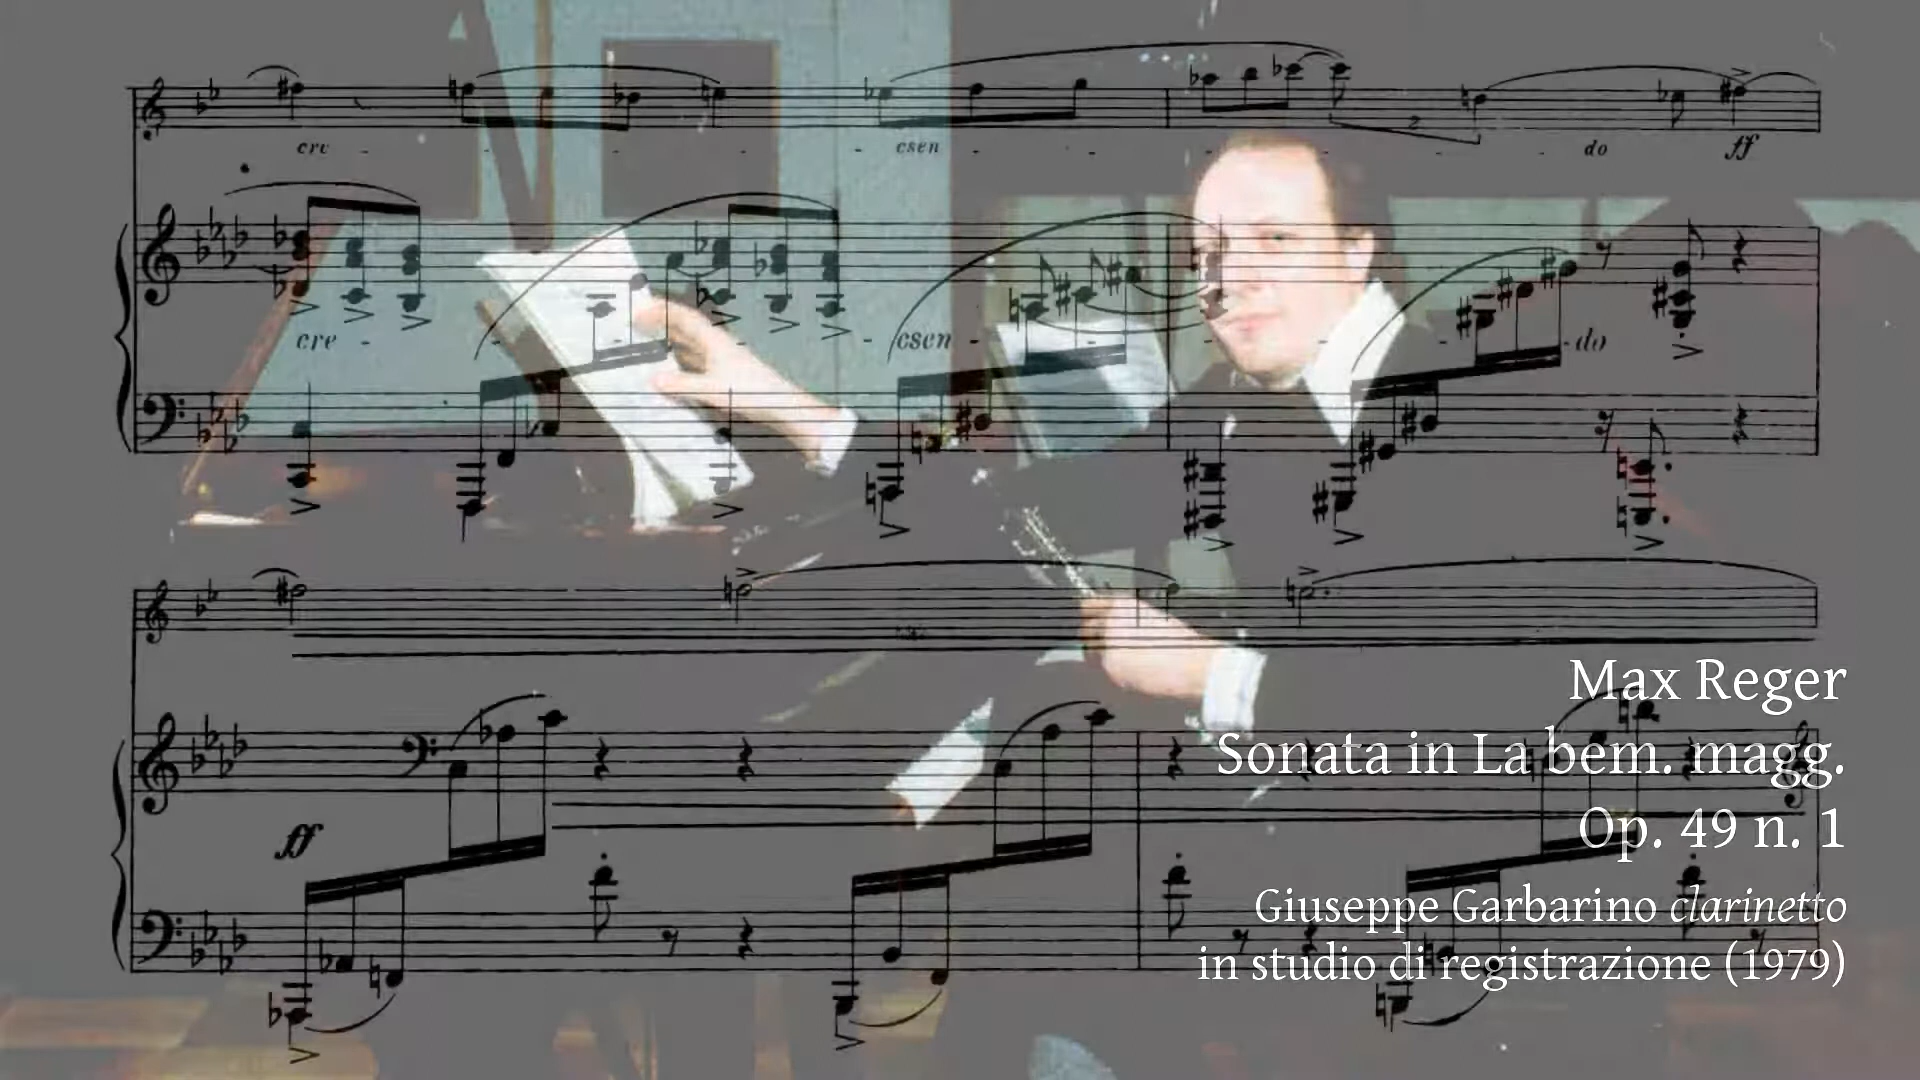 cre - - - - csen - - - - do ff
2
cre - - - csen - - - do
ff
Max Reger
Sonata in La bem. magg.
Op. 49 n. 1
Giuseppe Garbarino clarinetto
in studio di registrazione (1979)